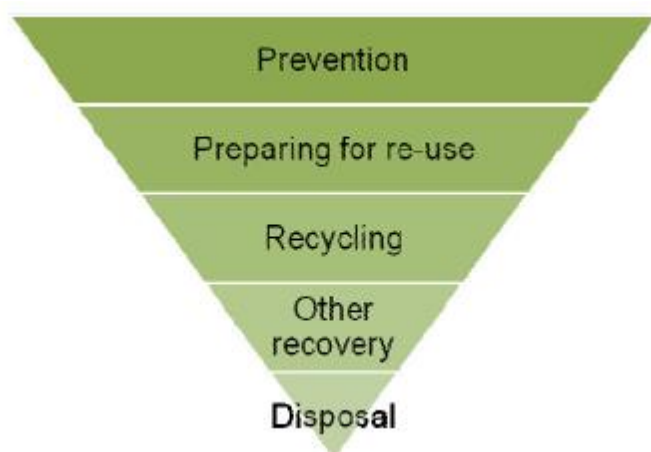 Prevention
Preparing for re-use
Recycling
Other
recovery
Disposal